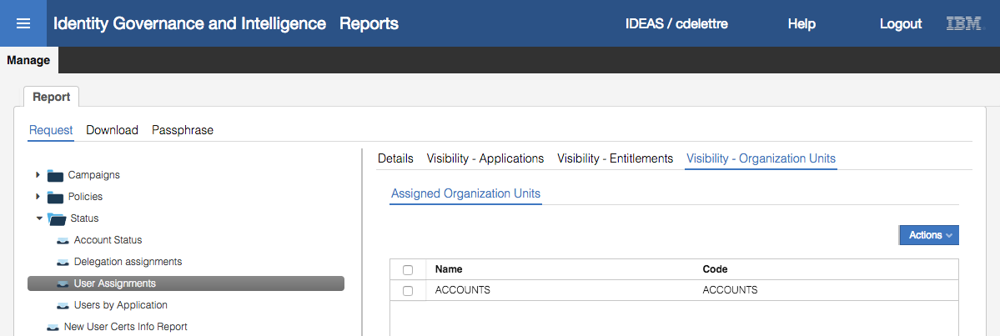 Identity Governance and Intelligence Reports IDEAS / cdelettre Help Logout IBM
Manage
Report
Request Download Passphrase
Campaigns
Policies
Status
Account Status
Delegation assignments
User Assignments
Users by Application
New User Certs Info Report
Details Visibility - Applications Visibility - Entitlements Visibility - Organization Units
Assigned Organization Units
Actions
Name Code
ACCOUNTS ACCOUNTS